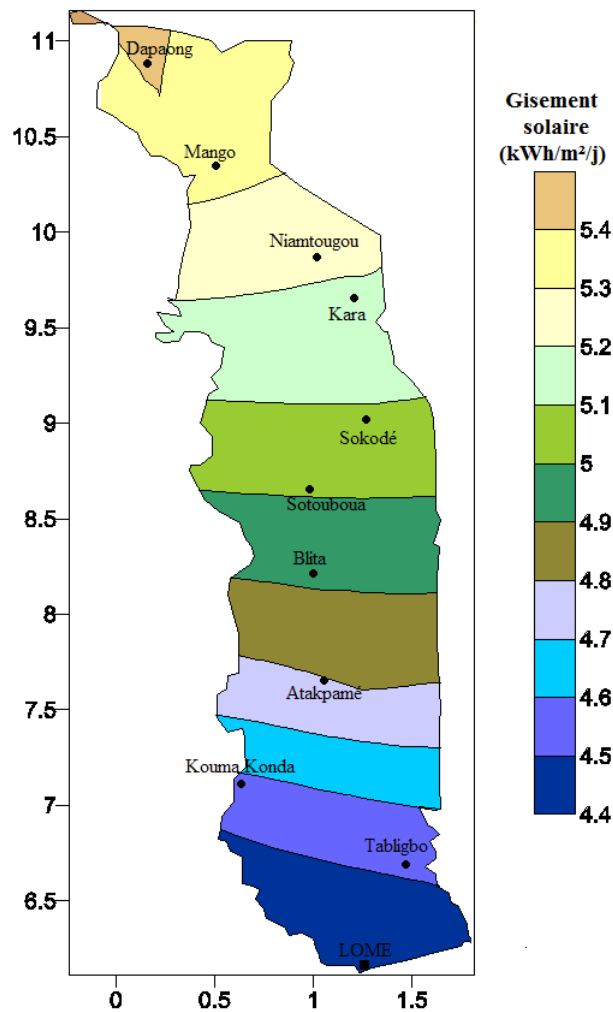 11
10.5
10
9.5
9
8.5
8
7.5
7
6.5
0
0.5
1
1.5
Dapaong
Mango
Niamtougou
Kara
Sokodé
Sotouboua
Blita
Atakpamé
Kouma Konda
Tabligbo
LOME
Gisement
solaire
(kWh/m²/j)
5.4
5.3
5.2
5.1
5
4.9
4.8
4.7
4.6
4.5
4.4